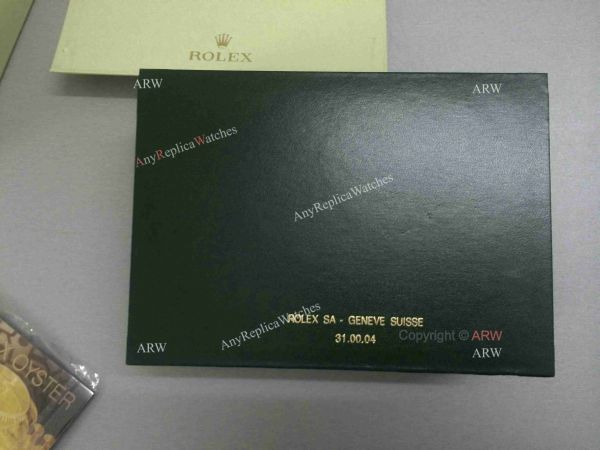 ROLEX
ARW
ARW
AnyReplicaWatches
AnyReplicaWatches
ROLEX SA - GENEVE SUISSE
AnyReplicaWatches
31.00.04
Copyright © ARW
ARW
ARW
X OYSTER